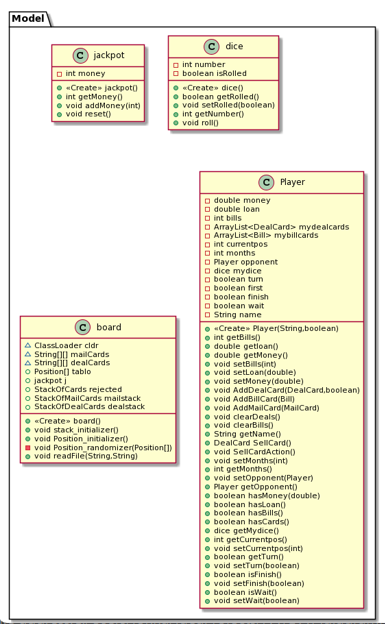 Model
C jackpot
int money
«Create» jackpot()
int getMoney()
void addMoney(int)
void reset()
C dice
int number
boolean isRolled
«Create» dice()
boolean getRolled()
void setRolled(boolean)
int getNumber()
void roll()
C Player
double money
double loan
int bills
ArrayList<DealCard> mydealcards
ArrayList<Bill> mybillcards
int currentpos
int months
Player opponent
dice mydice
boolean turn
boolean first
boolean finish
boolean wait
String name
«Create» Player(String,boolean)
int getBills()
double getloan()
double getMoney()
void setBills(int)
void setLoan(double)
void setMoney(double)
void AddDealCard(DealCard,boolean)
void AddBillCard(Bill)
void AddMailCard(MailCard)
void clearDeals()
void clearBills()
String getName()
DealCard SellCard()
void SellCardAction()
void setMonths(int)
int getMonths()
void setOpponent(Player)
Player getOpponent()
boolean hasMoney(double)
boolean hasLoan()
boolean hasBills()
boolean hasCards()
dice getMydice()
int getCurrentpos()
void setCurrentpos(int)
boolean getTurn()
void setTurn(boolean)
boolean isFinish()
void setFinish(boolean)
boolean isWait()
void setWait(boolean)
C board
ClassLoader cldr
String[][] mailCards
String[][] dealCards
Position[] tablo
jackpot j
StackOfCards rejected
StackOfMailCards mailstack
StackOfDealCards dealstack
«Create» board()
void stack_initializer()
void Position_initializer()
void Position_randomizer(Position[])
void readFile(String,String)